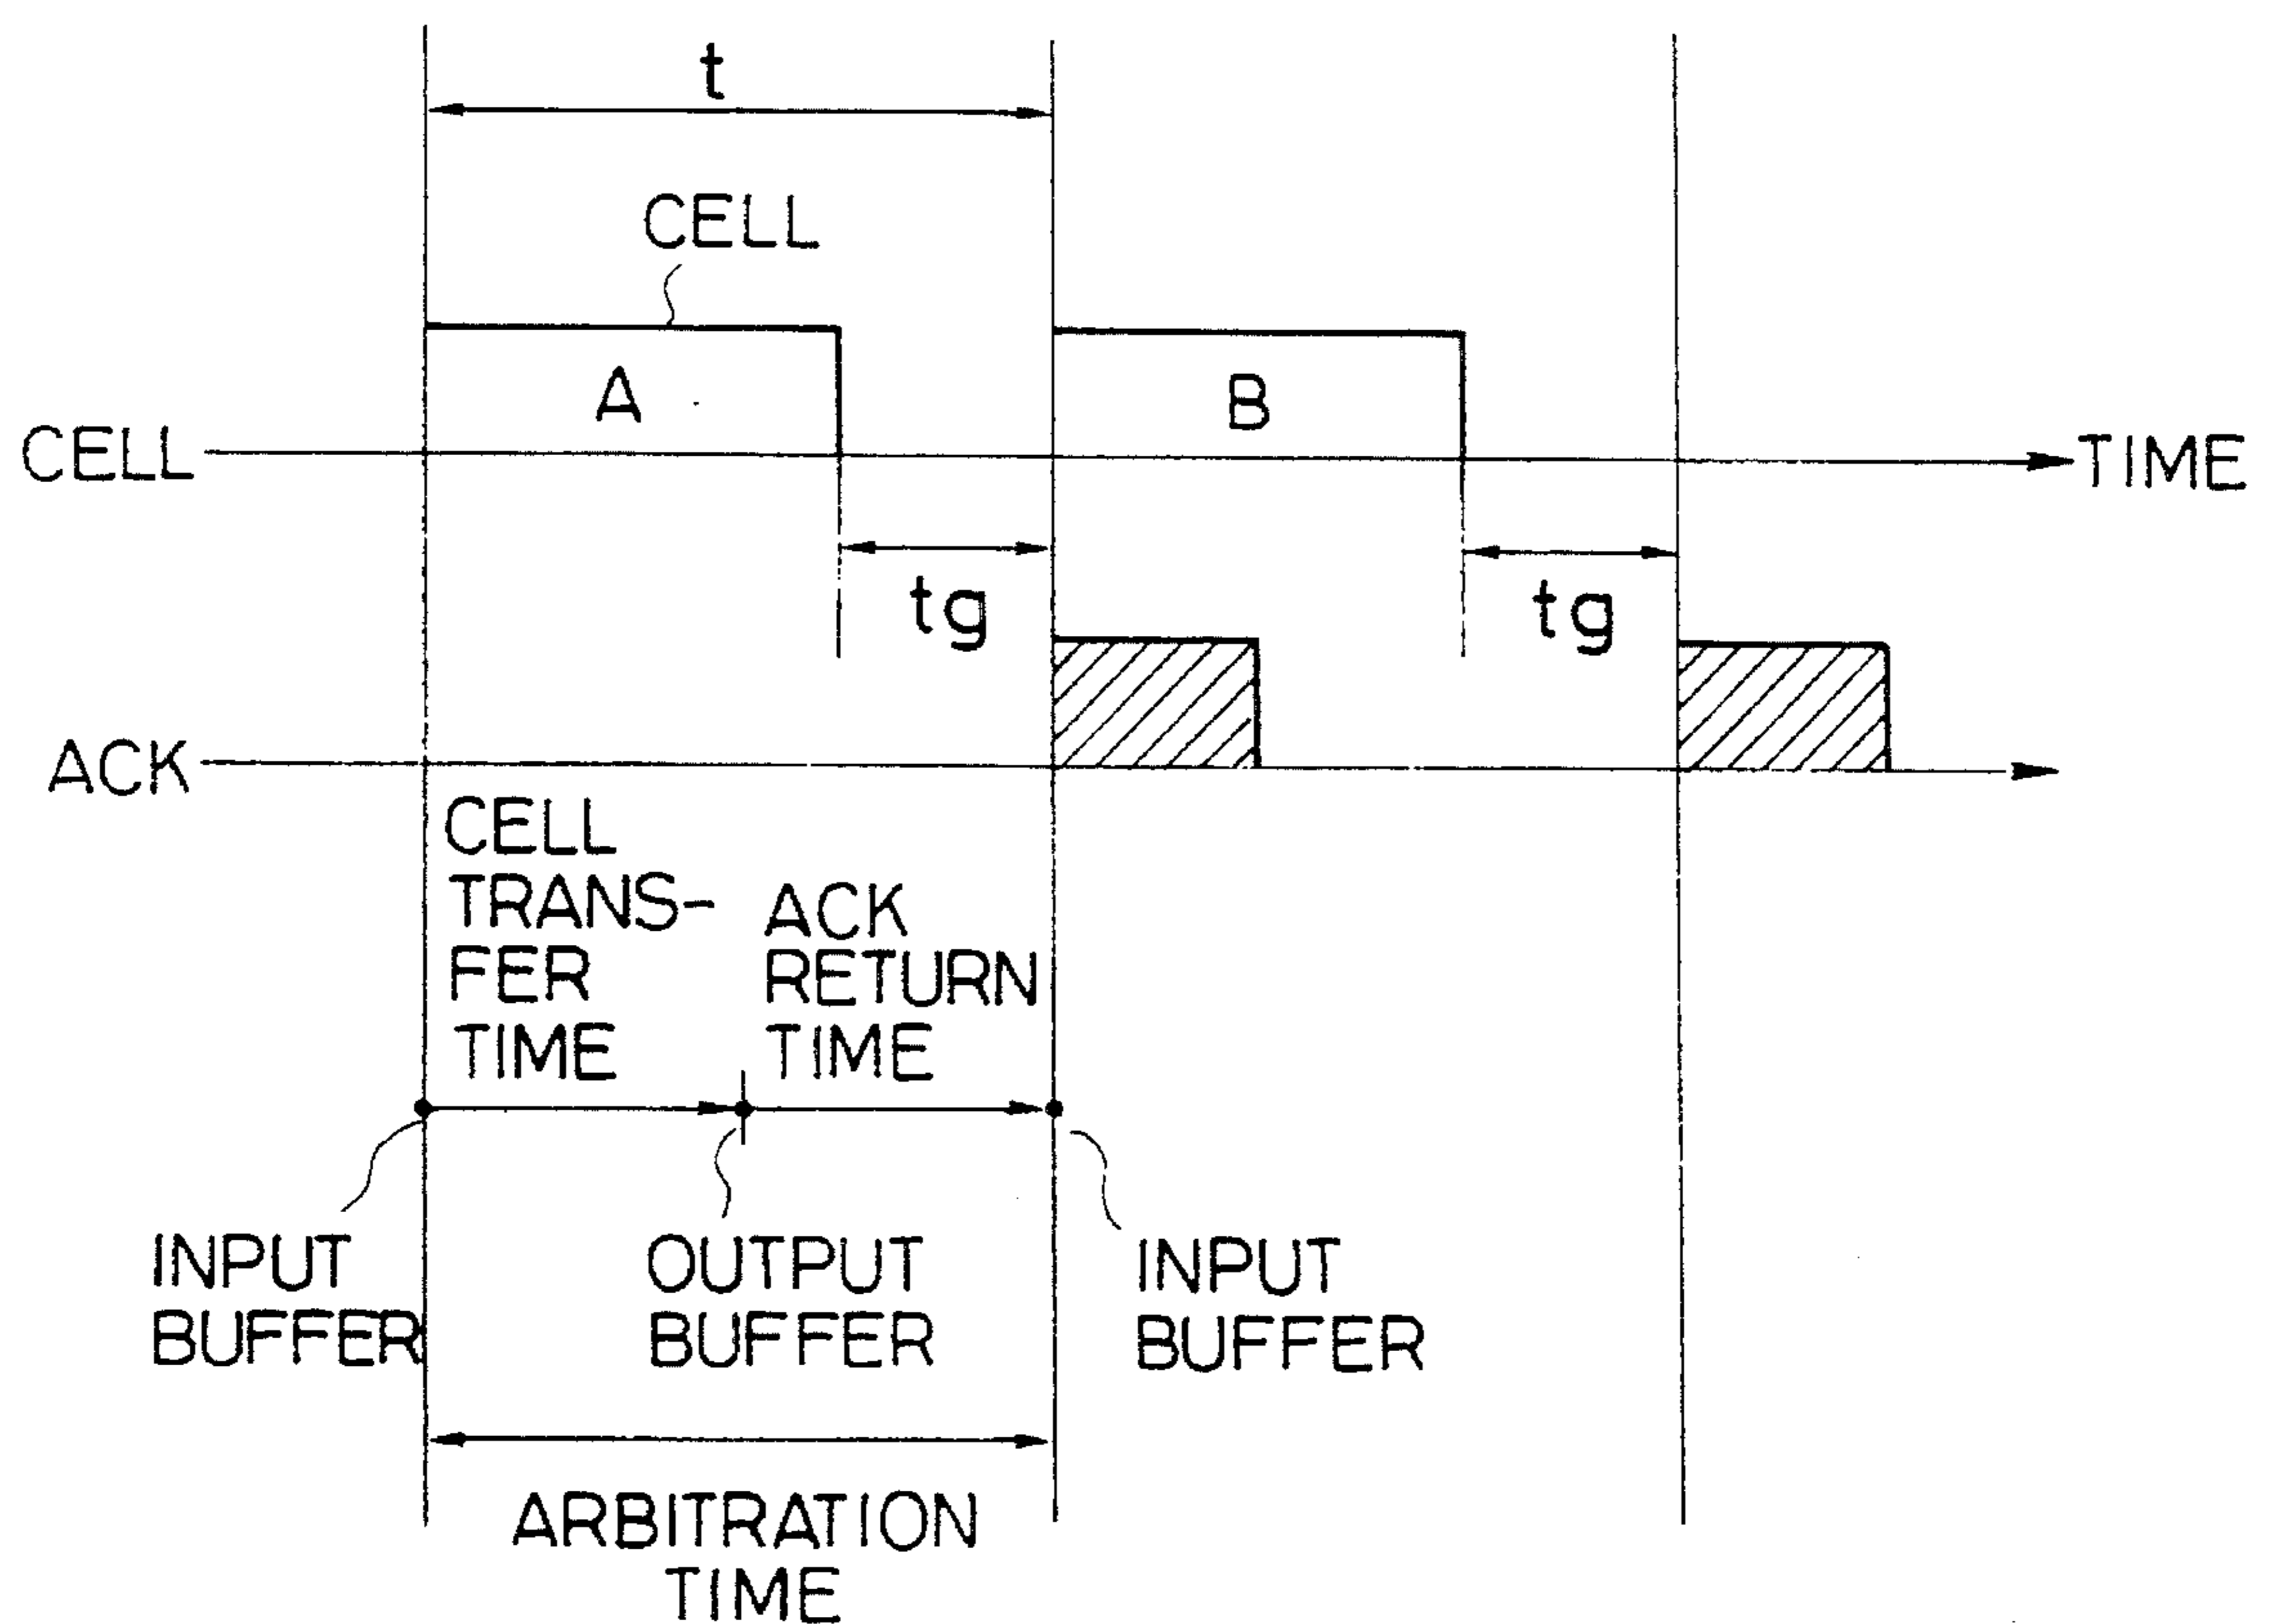 t
CELL
A
B
CELL
TIME
tg
tg
ACK
CELL
TRANS-
FER
TIME
ACK
RETURN
TIME
INPUT
BUFFER
OUTPUT
BUFFER
INPUT
BUFFER
ARBITRATION
TIME